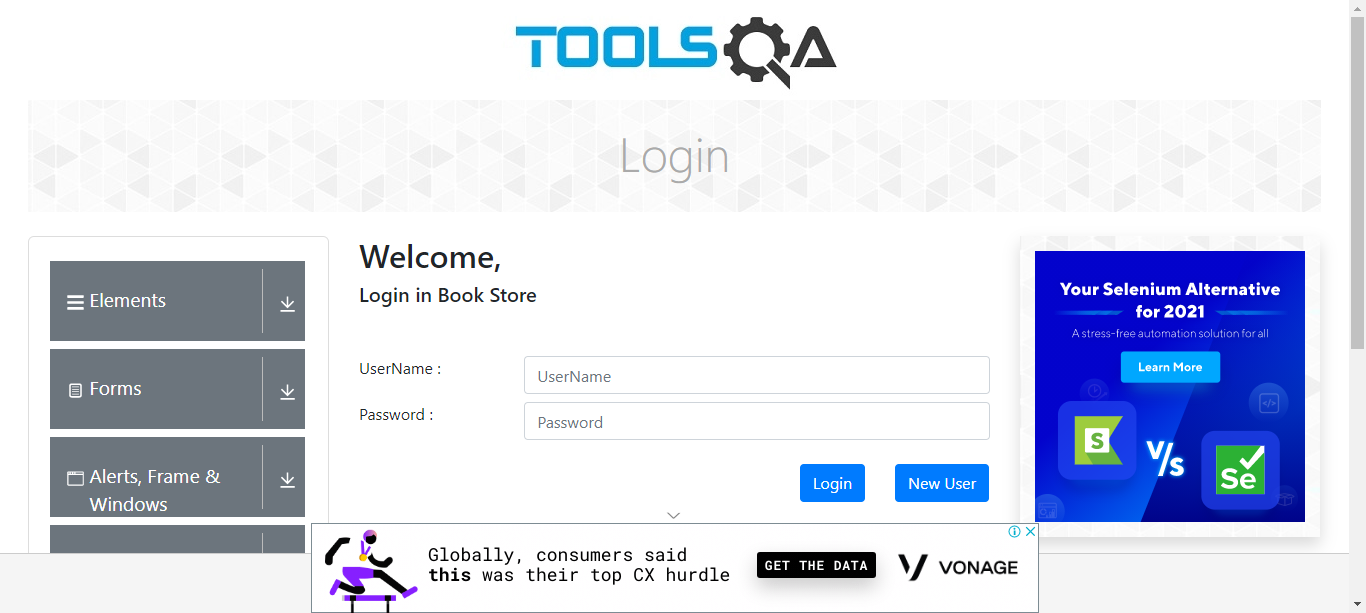 TOOLSQA
Login
Elements
Forms
Alerts, Frame &
Windows
Welcome,
Login in Book Store
UserName :
UserName
Password :
Password
Login
New User
Your Selenium Alternative
for 2021
A stress-free automation solution for all
Learn More
S
V/s
Se
Globally, consumers said
this was their top CX hurdle
GET THE DATA
VONAGE